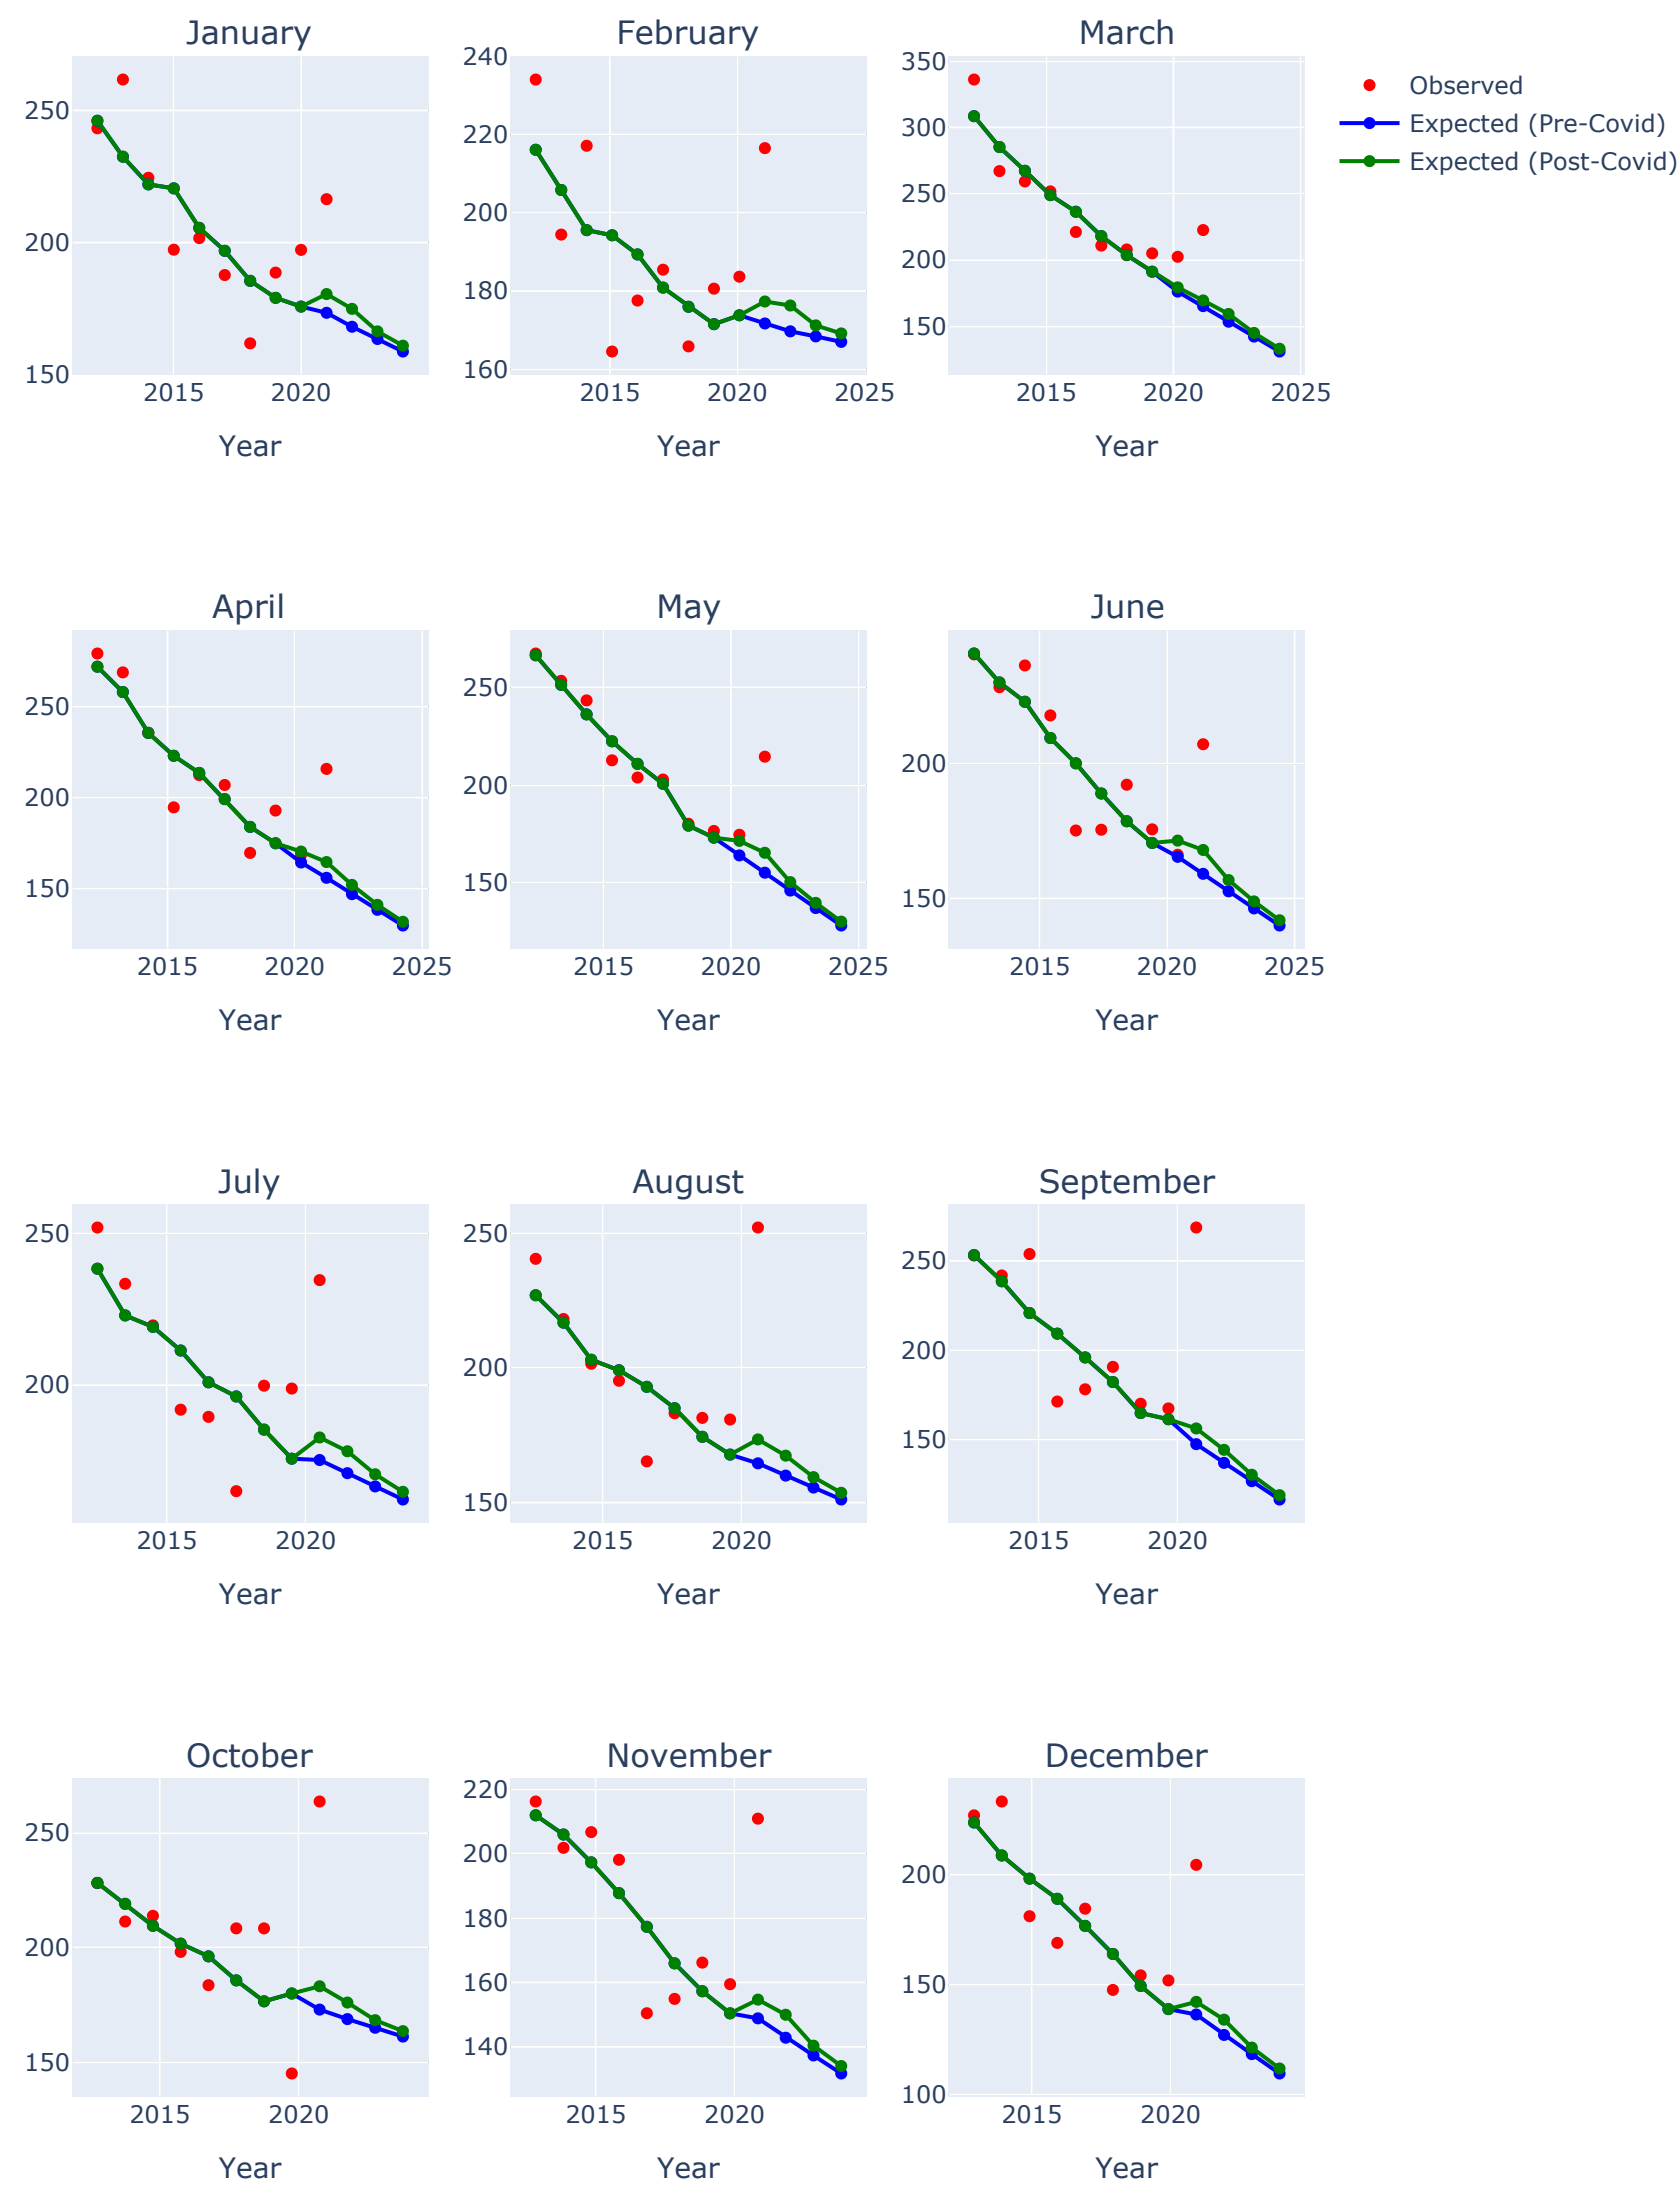 January
February
March
250
200
150
2015
2020
Year
240
220
200
180
160
2015
2020
2025
Year
350
300
250
200
150
2015
2020
2025
Year
Observed
Expected (Pre-Covid)
Expected (Post-Covid)
April
May
June
250
200
150
2015
2020
2025
Year
250
200
150
2015
2020
2025
Year
200
150
2015
2020
2025
Year
July
August
September
250
200
2015
2020
Year
250
200
150
2015
2020
Year
250
200
150
2015
2020
Year
October
November
December
250
200
150
2015
2020
Year
220
200
180
160
140
2015
2020
Year
200
150
100
2015
2020
Year